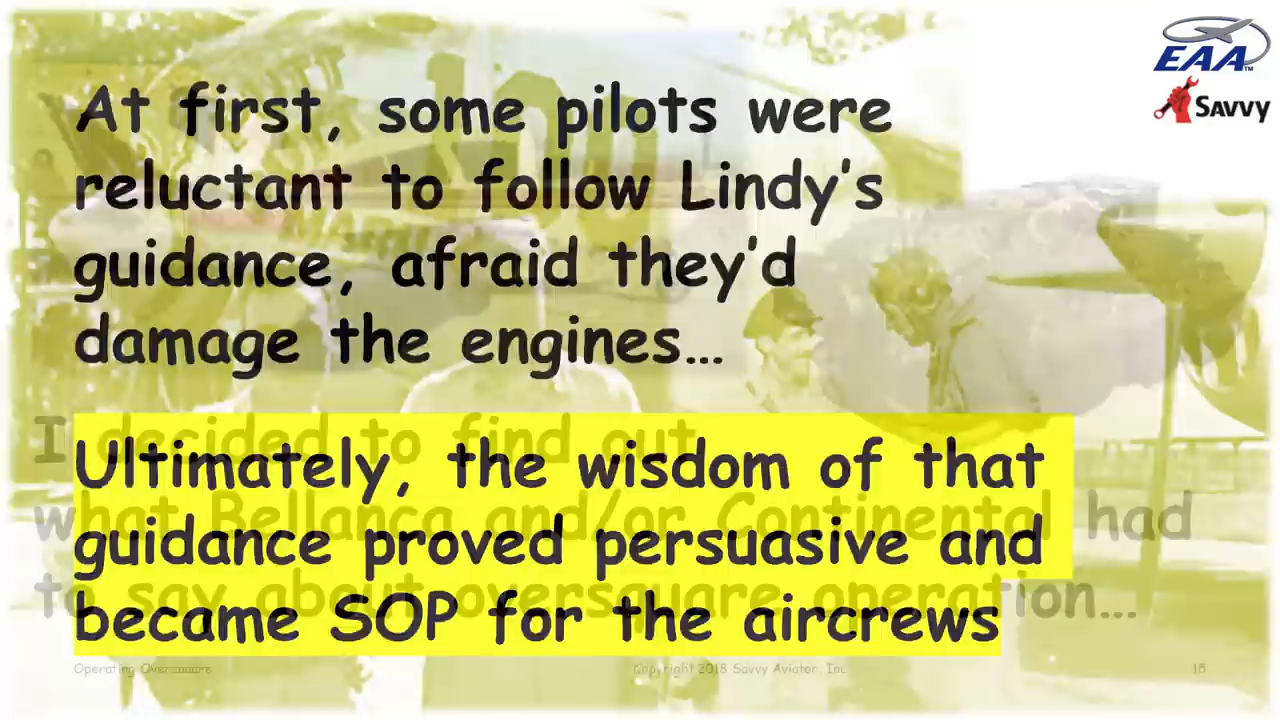 EAA
Savvy
At first, some pilots were
reluctant to follow Lindy's
guidance, afraid they'd
damage the engines…
I decided to find out
Ultimately, the wisdom of that
what Bellanca and/or Continental had
guidance proved persuasive and
to say about oversquare operation…
became SOP for the aircrews
Operating Oversquare
Copyright 2018 Savvy Aviator, Inc.